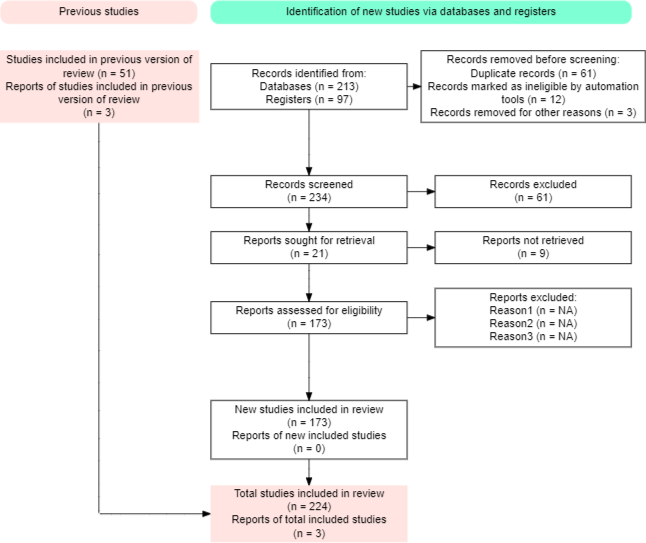 Previous studies
Identification of new studies via databases and registers
Studies included in previous version of
review (n = 51)
Reports of studies included in previous
version of review
(n = 3)
Records identified from:
Databases (n = 213)
Registers (n = 97)
Records removed before screening:
Duplicate records (n = 61)
Records marked as ineligible by automation
tools (n = 12)
Records removed for other reasons (n = 3)
Records screened
(n = 234)
Records excluded
(n = 61)
Reports sought for retrieval
(n = 21)
Reports not retrieved
(n = 9)
Reports assessed for eligibility
(n = 173)
Reports excluded:
Reason1 (n = NA)
Reason2 (n = NA)
Reason3 (n = NA)
New studies included in review
(n = 173)
Reports of new included studies
(n = 0)
Total studies included in review
(n = 224)
Reports of total included studies
(n = 3)